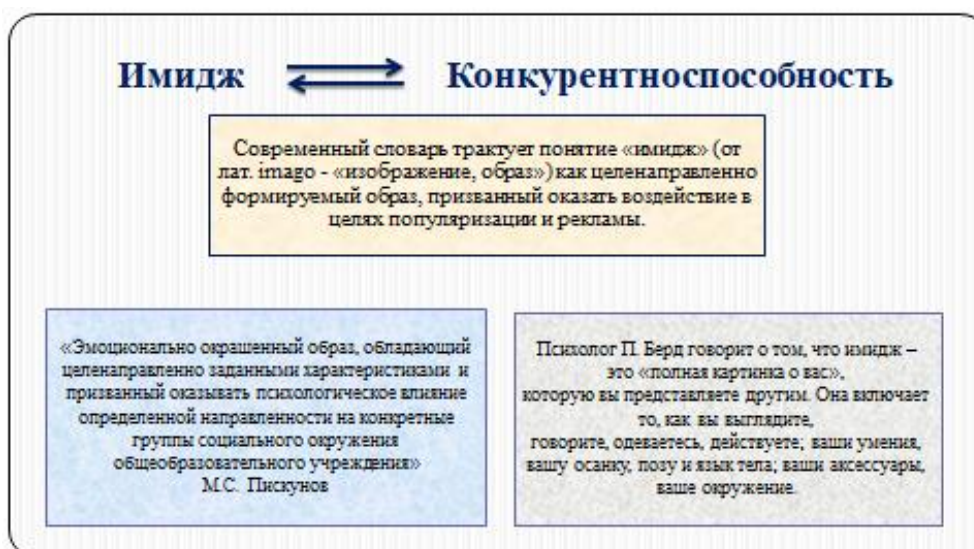 Имидж Конкурентноспособность
Современный словарь трактует понятие «имидж» (от
лат. imago - «изображение, образ») как целенаправленно
формируемый образ, призванный оказать воздействие в
целях популяризации и рекламы.
«Эмоционально окрашенный образ, обладающий
целенаправленно заданными характеристиками и
призванный оказывать психологическое влияние
определенной направленности на конкретные
группы социального окружения
общеобразовательного учреждения»
М.С. Пискунов
Психолог П. Берд говорит о том, что имидж –
это «полная картинка о вас»,
которую вы представляете другим. Она включает
то, как вы выглядите,
говорите, одеваетесь, действуете; ваши умения,
вашу осанку, позу и язык тела; ваши аксессуары,
ваше окружение.